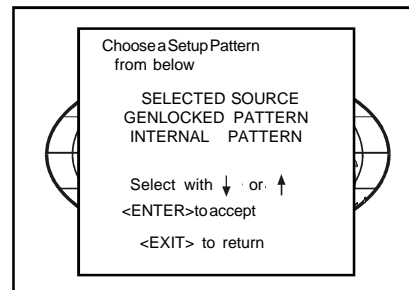 Choose a Setup Pattern
from below
SELECTED SOURCE
GENLOCKED PATTERN
INTERNAL PATTERN
Select with ↓ or ↑
<ENTER> to accept
<EXIT> to return